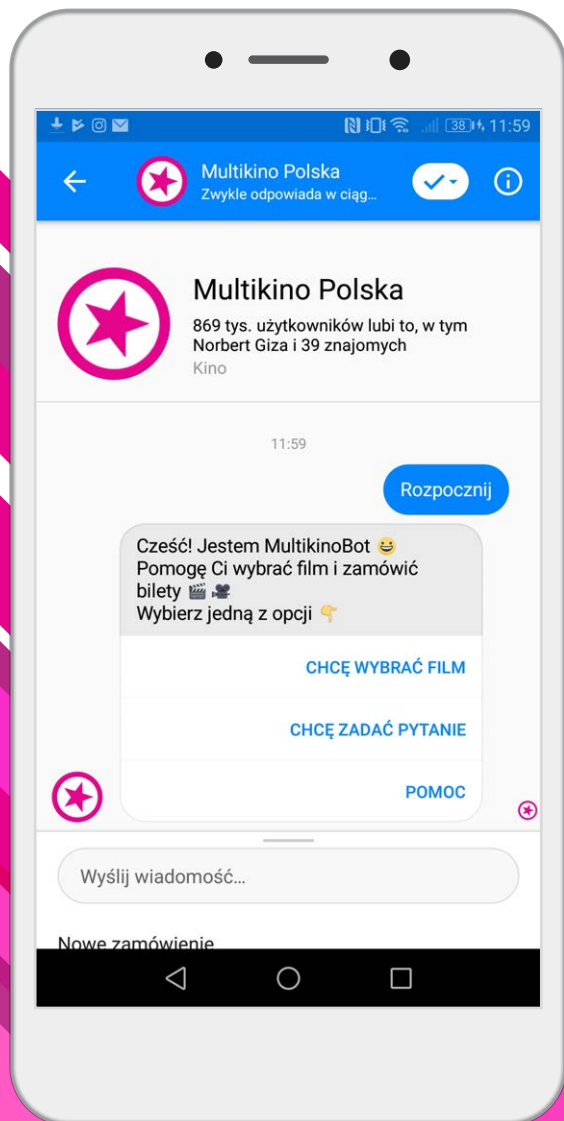 38 11:59
Multikino Polska
Zwykle odpowiada w ciąg...
Multikino Polska
869 tys. użytkowników lubi to, w tym
Norbert Giza i 39 znajomych
Kino
11:59
Rozpocznij
Cześć! Jestem MultikinoBot 😀
Pomogę Ci wybrać film i zamówić
bilety 🎬 🎥
Wybierz jedną z opcji 👇
CHCĘ WYBRAĆ FILM
CHCĘ ZADAĆ PYTANIE
POMOC
Wyślij wiadomość...
Nowe zamówienie